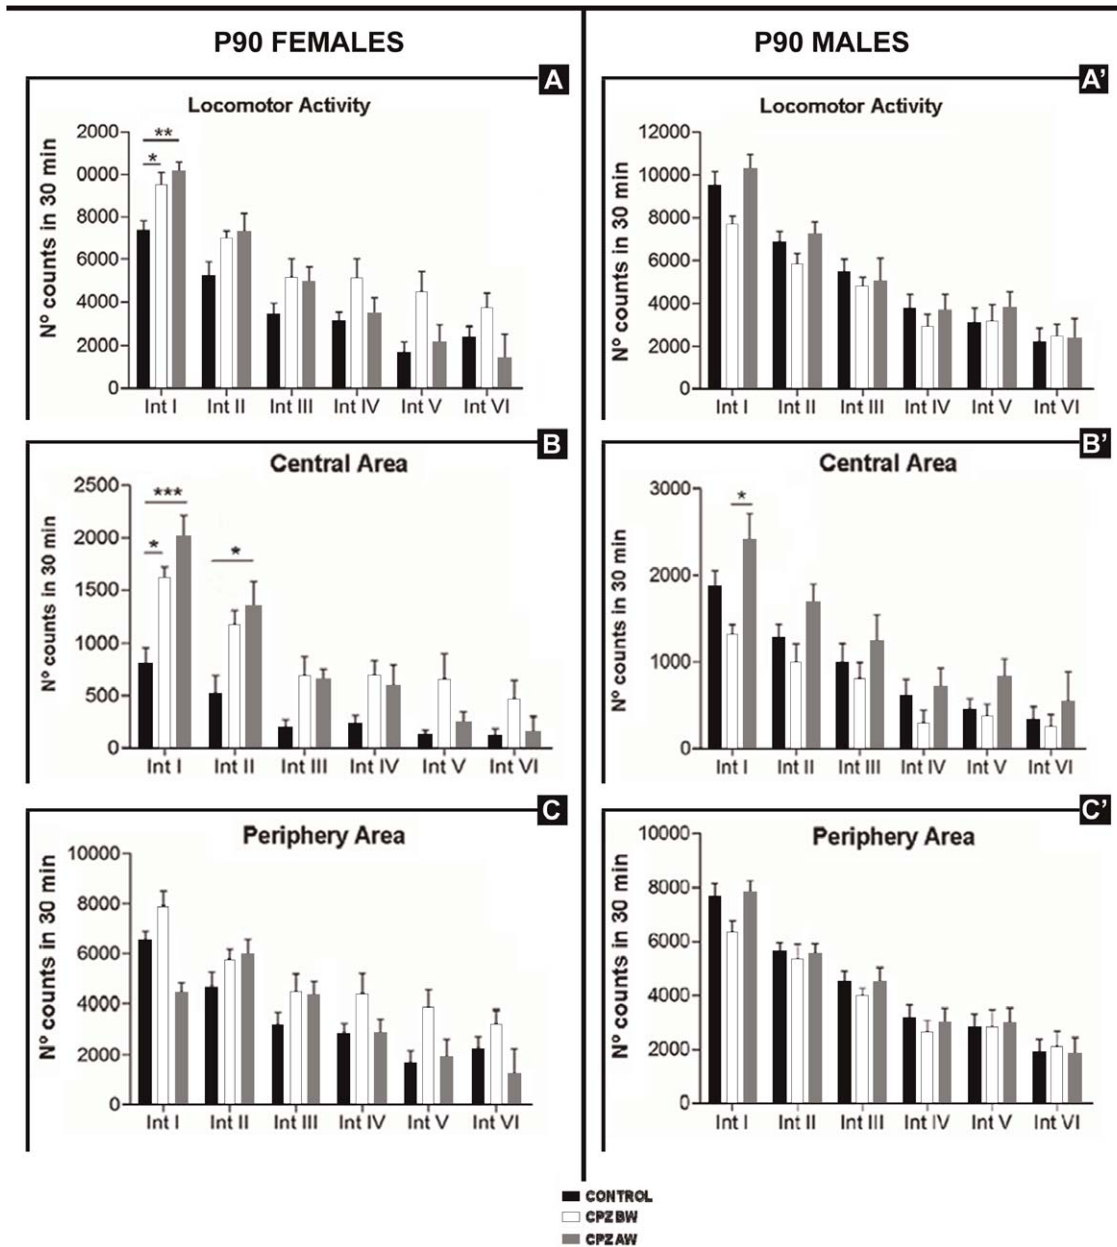 P90 FEMALES
P90 MALES
A
Locomotor Activity
Nº counts in 30 min
2000
0000
8000
6000
4000
2000
0
**
*
Int I Int II Int III Int IV Int V Int VI
A'
Locomotor Activity
Nº counts in 30 min
12000
10000
8000
6000
4000
2000
0
Int I Int II Int III Int IV Int V Int VI
B
Central Area
Nº counts in 30 min
2500
2000
1500
1000
500
0
***
*
*
Int I Int II Int III Int IV Int V Int VI
B'
Central Area
Nº counts in 30 min
3000
2000
1000
0
*
Int I Int II Int III Int IV Int V Int VI
C
Periphery Area
Nº counts in 30 min
10000
8000
6000
4000
2000
0
Int I Int II Int III Int IV Int V Int VI
C'
Periphery Area
Nº counts in 30 min
10000
8000
6000
4000
2000
0
Int I Int II Int III Int IV Int V Int VI
CONTROL
CPZ BW
CPZ AW